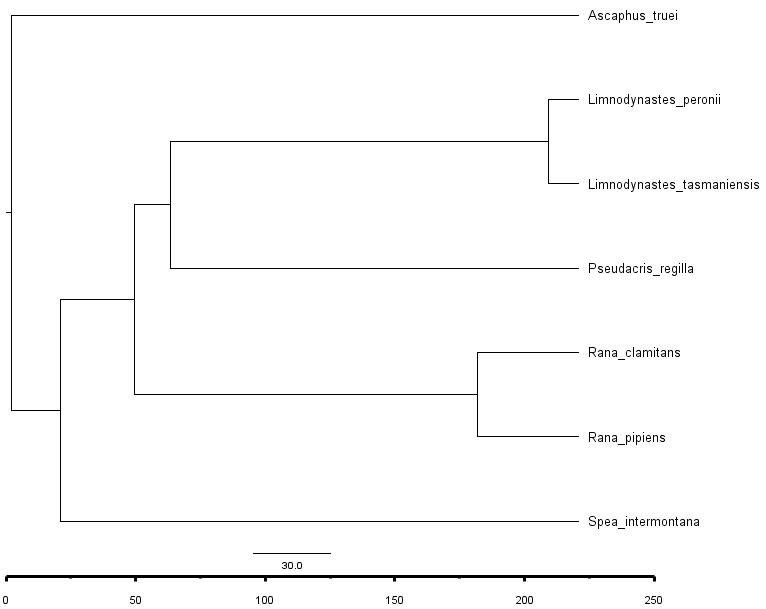 Ascaphus_truei
Limnodynastes_peronii
Limnodynastes_tasmaniensis
Pseudacris_regilla
Rana_clamitans
Rana_pipiens
Spea_intermontana
30.0
0 50 100 150 200 250